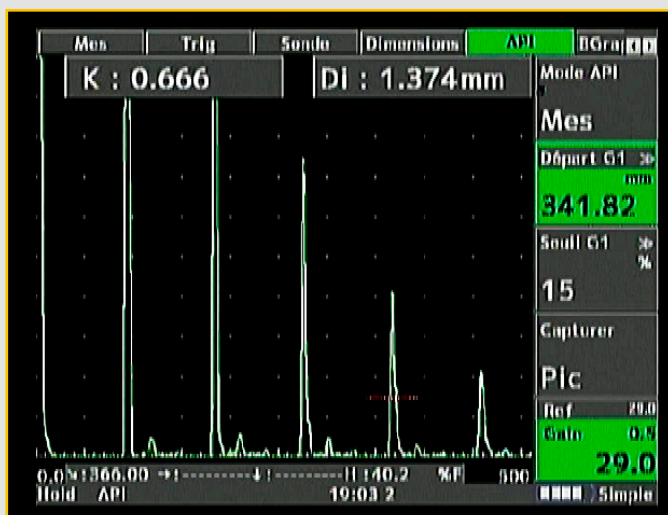 Mes Trig Sonde Dimensions API BGra
K : 0.666 Di : 1.374mm
Mode API
Mes
Départ G1
mm
341.82
Seuil G1
%
15
Capturer
Pic
Ref 29.0
Gain 0.5
29.0
0.0 :366.00 :--------- :--------- :40.2 %F 500
Hold API 19:03 2 Simple